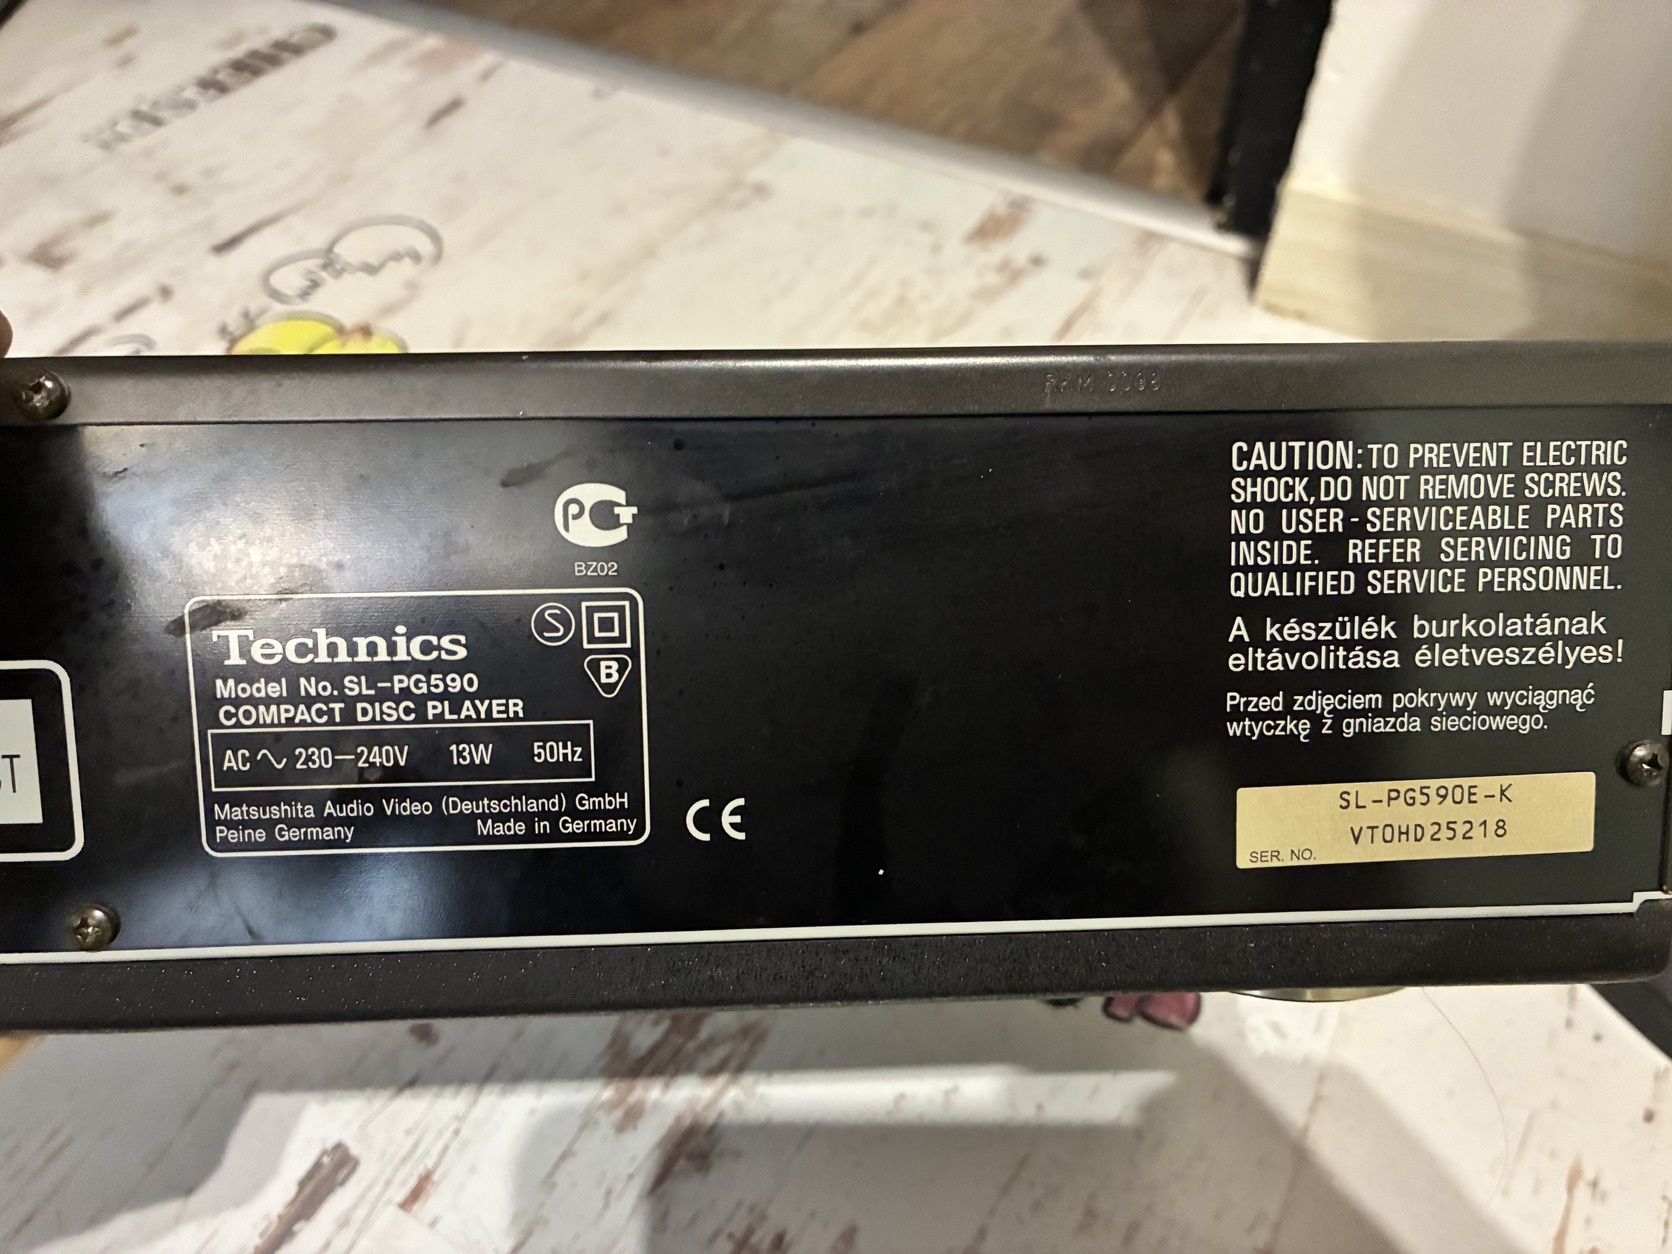 CAUTION: TO PREVENT ELECTRIC
SHOCK, DO NOT REMOVE SCREWS.
NO USER-SERVICEABLE PARTS
INSIDE. REFER SERVICING TO
QUALIFIED SERVICE PERSONNEL.
A készülék burkolatának
eltávolitása életveszélyes!
Przed zdjęciem pokrywy wyciągnąć
wtyczkę z gniazda sieciowego.
SL-PG590E-K
VT0HD25218
SER. NO.
BZ02
Technics
S
B
Model No. SL-PG590
COMPACT DISC PLAYER
AC ∿ 230-240V 13W 50Hz
Matsushita Audio Video (Deutschland) GmbH
Peine Germany Made in Germany
CE